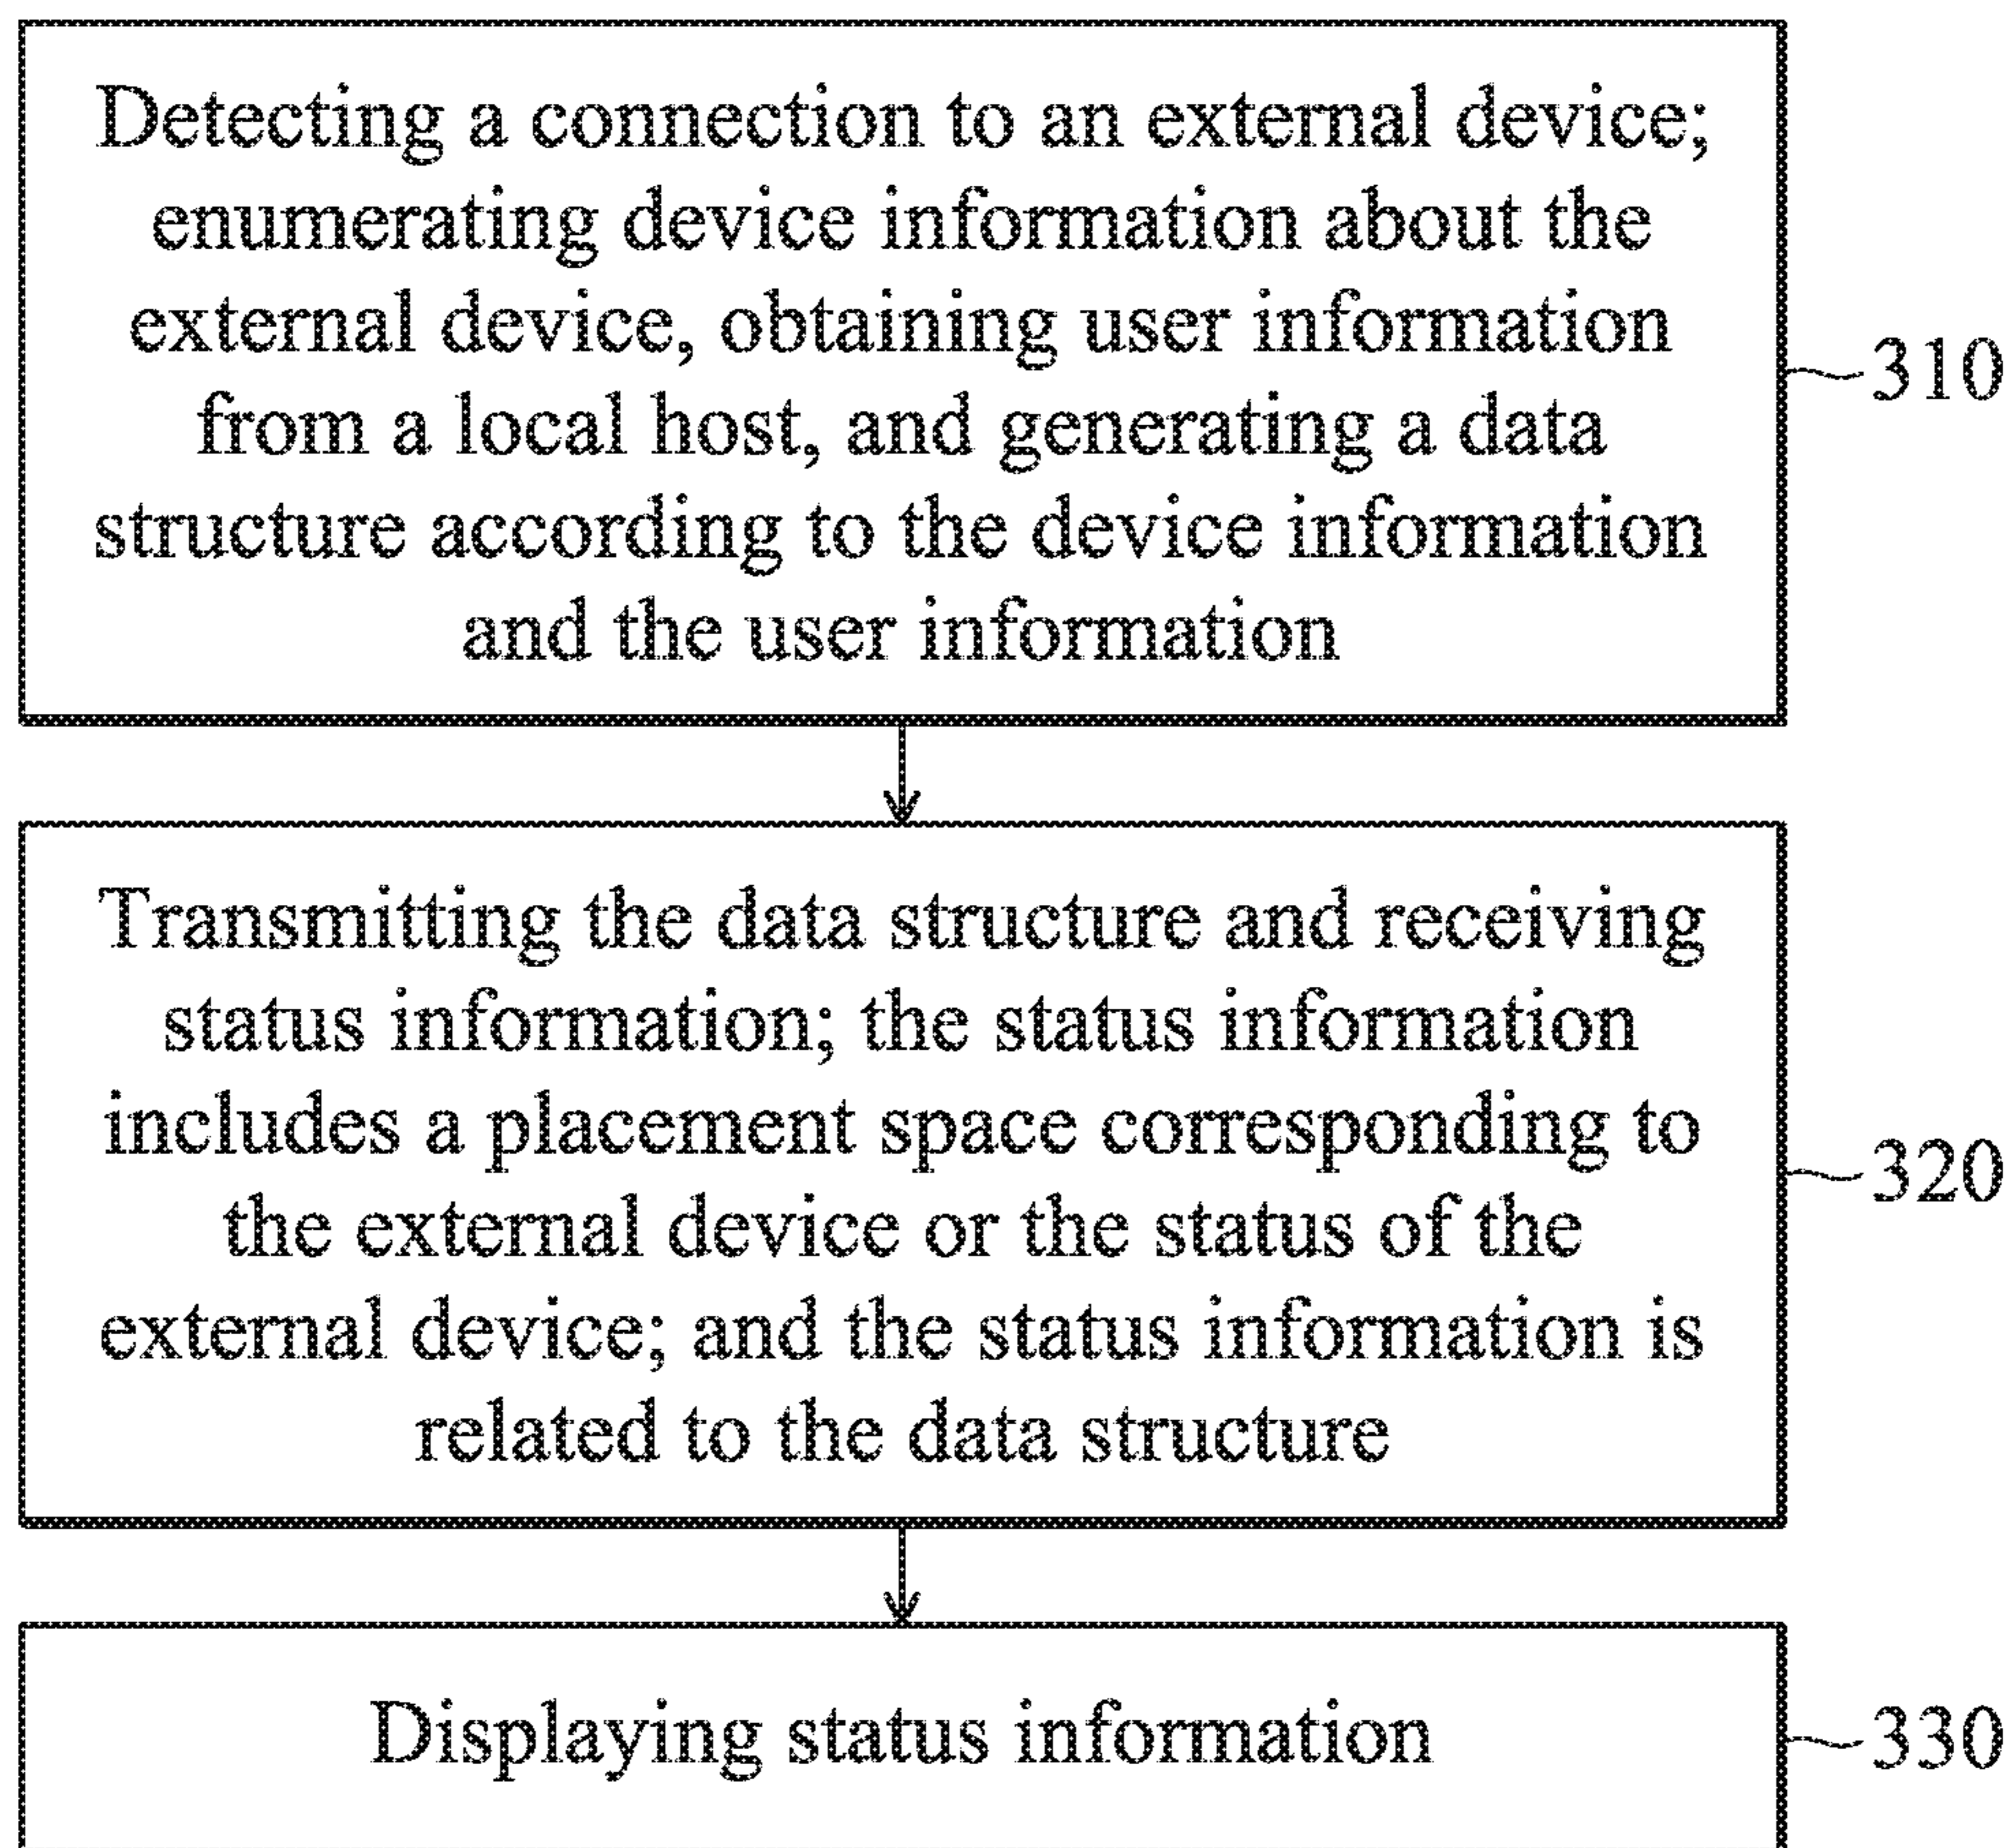 Detecting a connection to an external device;
enumerating device information about the
external device, obtaining user information
from a local host, and generating a data
structure according to the device information
and the user information
310
Transmitting the data structure and receiving
status information; the status information
includes a placement space corresponding to
the external device or the status of the
external device; and the status information is
related to the data structure
320
Displaying status information
330